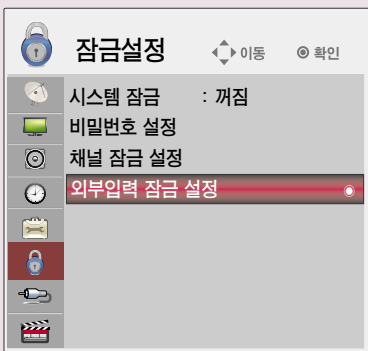 잠금설정 이동 확인
시스템 잠금 : 꺼짐
비밀번호 설정
채널 잠금 설정
외부입력 잠금 설정